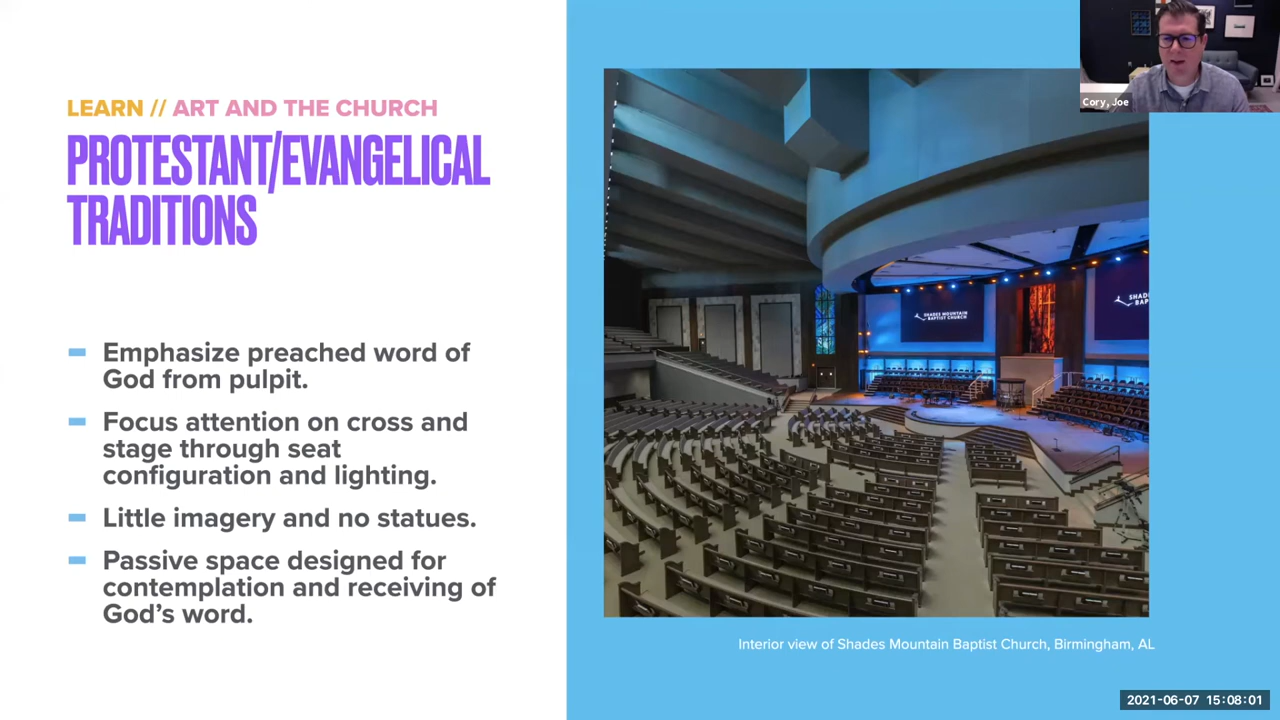 LEARN // ART AND THE CHURCH
PROTESTANT/EVANGELICAL
TRADITIONS
Emphasize preached word of
God from pulpit.
Focus attention on cross and
stage through seat
configuration and lighting.
Little imagery and no statues.
Passive space designed for
contemplation and receiving of
God's word.
SHADES MOUNTAIN
BAPTIST CHURCH
Interior view of Shades Mountain Baptist Church, Birmingham, AL
Cory, Joe
2021-06-07 15:08:01